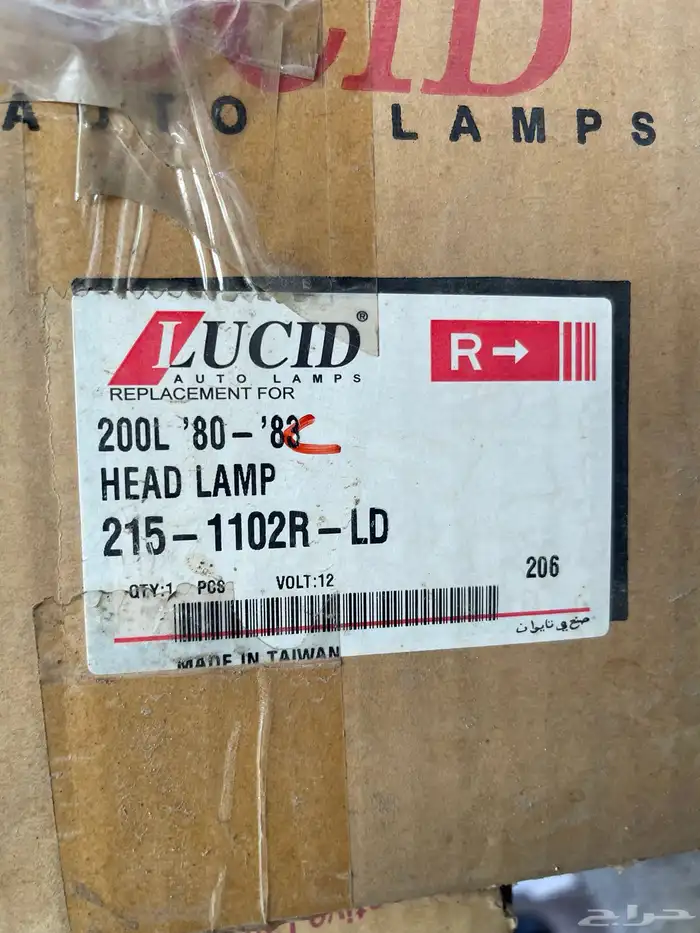 LUCID
AUTO LAMPS
LUCID®
AUTO LAMPS
R→
REPLACEMENT FOR
200L '80-'83
HEAD LAMP
215-1102R-LD
206
QTY:1 PCS VOLT:12
صنع في تايوان
MADE IN TAIWAN
حراج